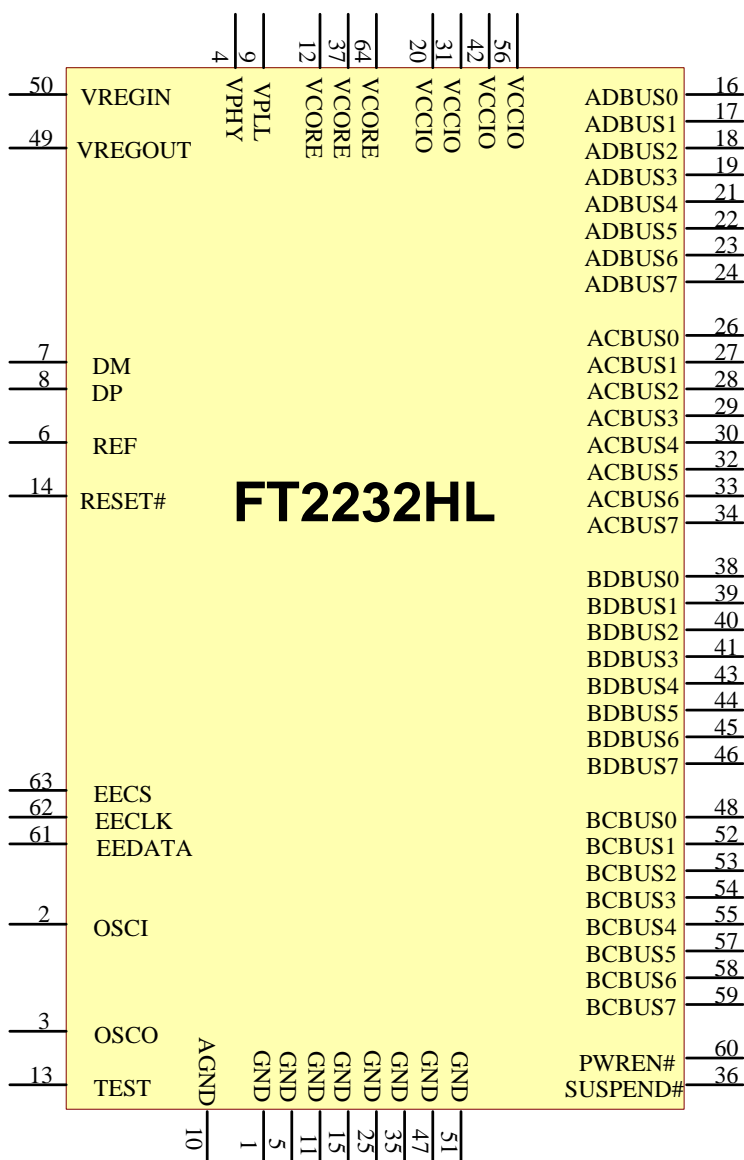 4 9 12 37 64 20 31 42 56
VPHY VPLL VCORE VCORE VCORE VCCIO VCCIO VCCIO VCCIO
50 VREGIN
49 VREGOUT
7 DM
8 DP
6 REF
14 RESET#
FT2232HL
63 EECS
62 EECLK
61 EEDATA
2 OSCI
3 OSCO
13 TEST
ADBUS0 16
ADBUS1 17
ADBUS2 18
ADBUS3 19
ADBUS4 21
ADBUS5 22
ADBUS6 23
ADBUS7 24
ACBUS0 26
ACBUS1 27
ACBUS2 28
ACBUS3 29
ACBUS4 30
ACBUS5 32
ACBUS6 33
ACBUS7 34
BDBUS0 38
BDBUS1 39
BDBUS2 40
BDBUS3 41
BDBUS4 43
BDBUS5 44
BDBUS6 45
BDBUS7 46
BCBUS0 48
BCBUS1 52
BCBUS2 53
BCBUS3 54
BCBUS4 55
BCBUS5 57
BCBUS6 58
BCBUS7 59
PWREN# 60
SUSPEND# 36
AGND GND GND GND GND GND GND GND GND
10 1 5 11 15 25 35 47 51